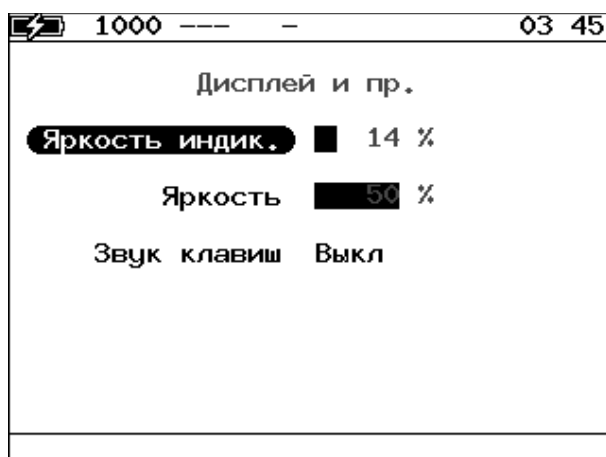 1000 --- - 03 45
Дисплей и пр.
Яркость индик. 14 %
Яркость 50 %
Звук клавиш Выкл